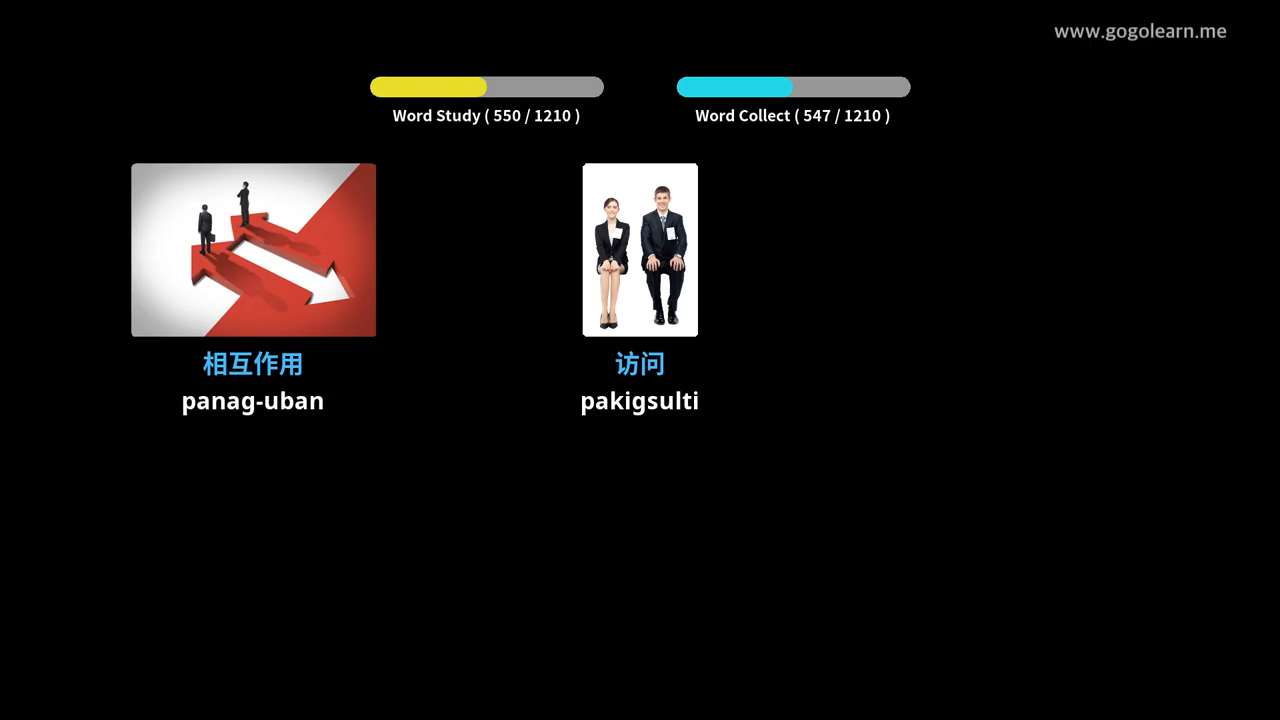 www.gogolearn.me
Word Study ( 550 / 1210 )
Word Collect ( 547 / 1210 )
相互作用
访问
panag-uban
pakigsulti